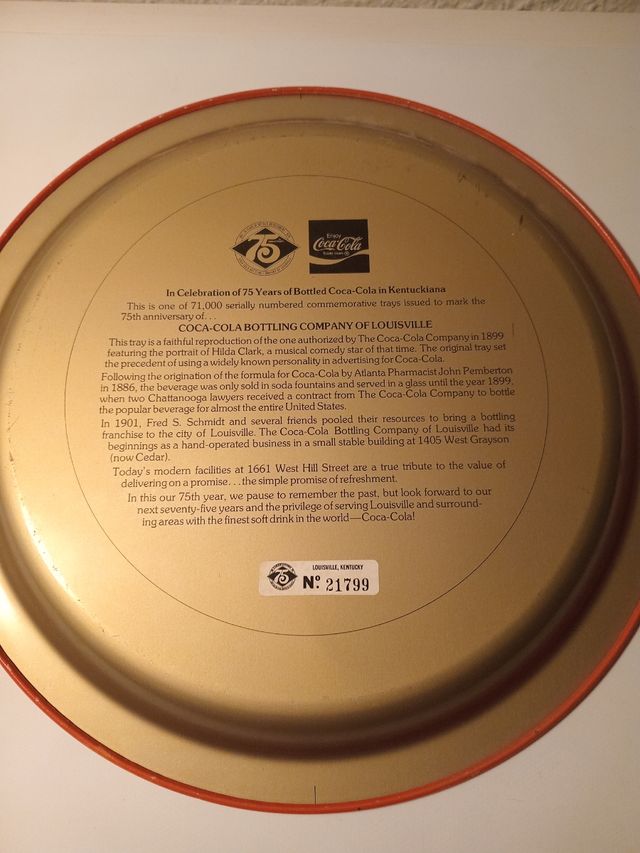 75
Enjoy
Coca-Cola
In Celebration of 75 Years of Bottled Coca-Cola in Kentuckiana
This is one of 71,000 serially numbered commemorative trays issued to mark the
75th anniversary of. . .
COCA-COLA BOTTLING COMPANY OF LOUISVILLE
This tray is a faithful reproduction of the one authorized by The Coca-Cola Company in 1899
featuring the portrait of Hilda Clark, a musical comedy star of that time. The original tray set
the precedent of using a widely known personality in advertising for Coca-Cola.
Following the origination of the formula for Coca-Cola by Atlanta Pharmacist John Pemberton
in 1886, the beverage was only sold in soda fountains and served in a glass until the year 1899,
when two Chattanooga lawyers received a contract from The Coca-Cola Company to bottle
the popular beverage for almost the entire United States.
In 1901, Fred S. Schmidt and several friends pooled their resources to bring a bottling
franchise to the city of Louisville. The Coca-Cola Bottling Company of Louisville had its
beginnings as a hand-operated business in a small stable building at 1405 West Grayson
(now Cedar).
Today's modern facilities at 1661 West Hill Street are a true tribute to the value of
delivering on a promise. . .the simple promise of refreshment.
In this our 75th year, we pause to remember the past, but look forward to our
next seventy-five years and the privilege of serving Louisville and surround-
ing areas with the finest soft drink in the world—Coca-Cola!
75
LOUISVILLE, KENTUCKY
Nº 21799